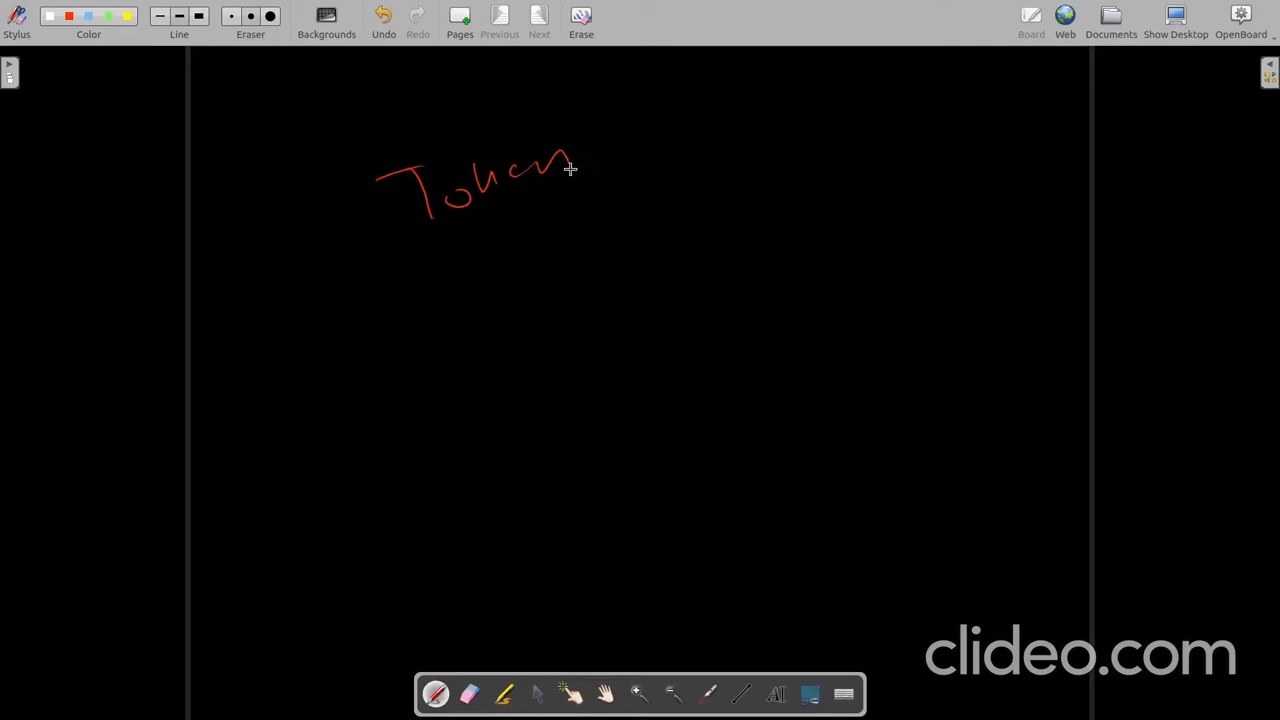 Stylus
Color
Line
Eraser
Backgrounds
Undo
Redo
Pages
Previous
Next
Erase
Board
Web
Documents
Show Desktop
OpenBoard
AI
clideo.com